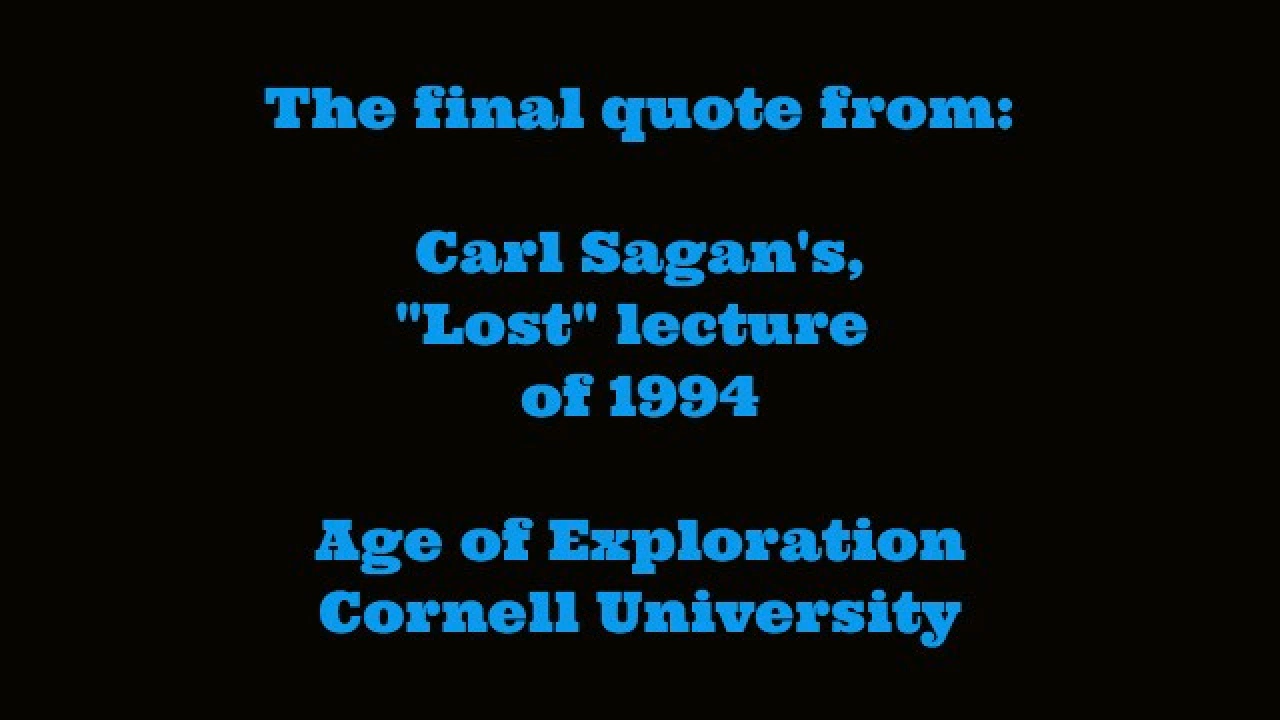 The final quote from:
Carl Sagan's,
"Lost" lecture
of 1994
Age of Exploration
Cornell University